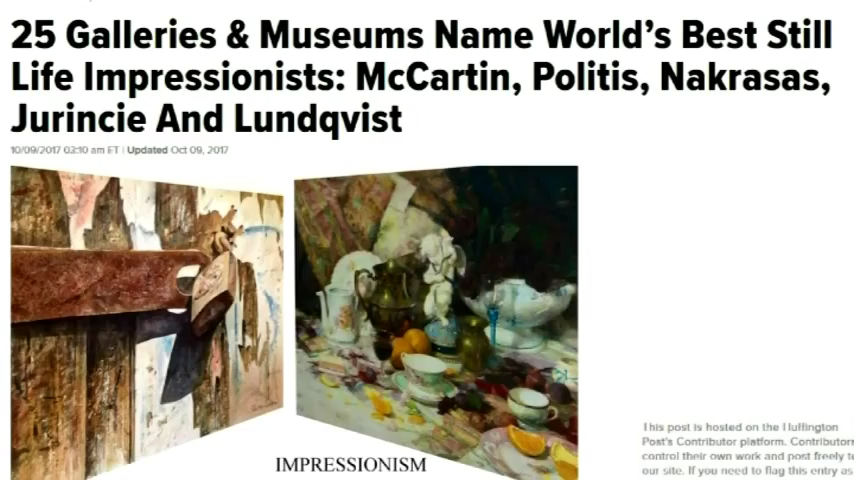 25 Galleries & Museums Name World's Best Still
Life Impressionists: McCartin, Politis, Nakrasas,
Jurincie And Lundqvist
10/09/2017 03:10 am ET | Updated Oct 09, 2017
IMPRESSIONISM
This post is hosted on the Huffington
Post's Contributor platform. Contributors
control their own work and post freely to
our site. If you need to flag this entry as